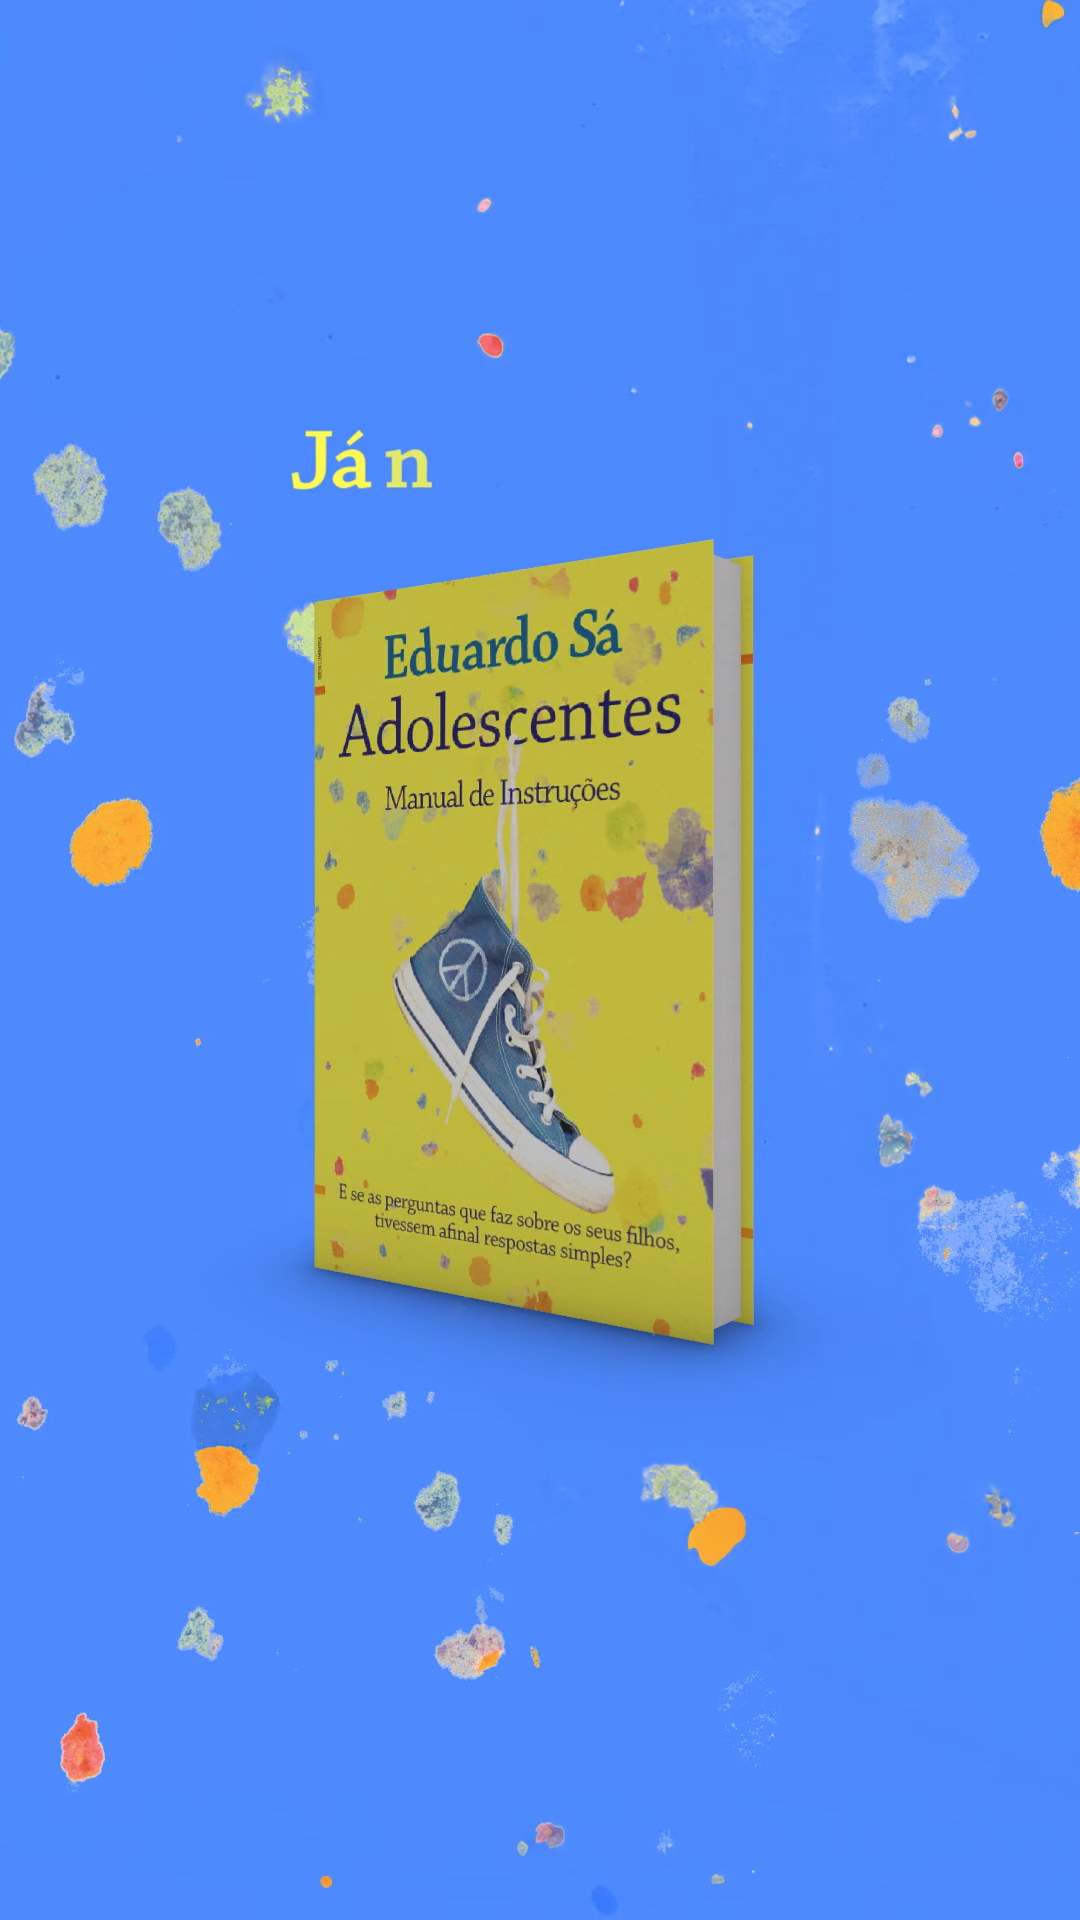 Já n
Eduardo Sá
Adolescentes
Manual de Instruções
E se as perguntas que faz sobre os seus filhos,
tivessem afinal respostas simples?